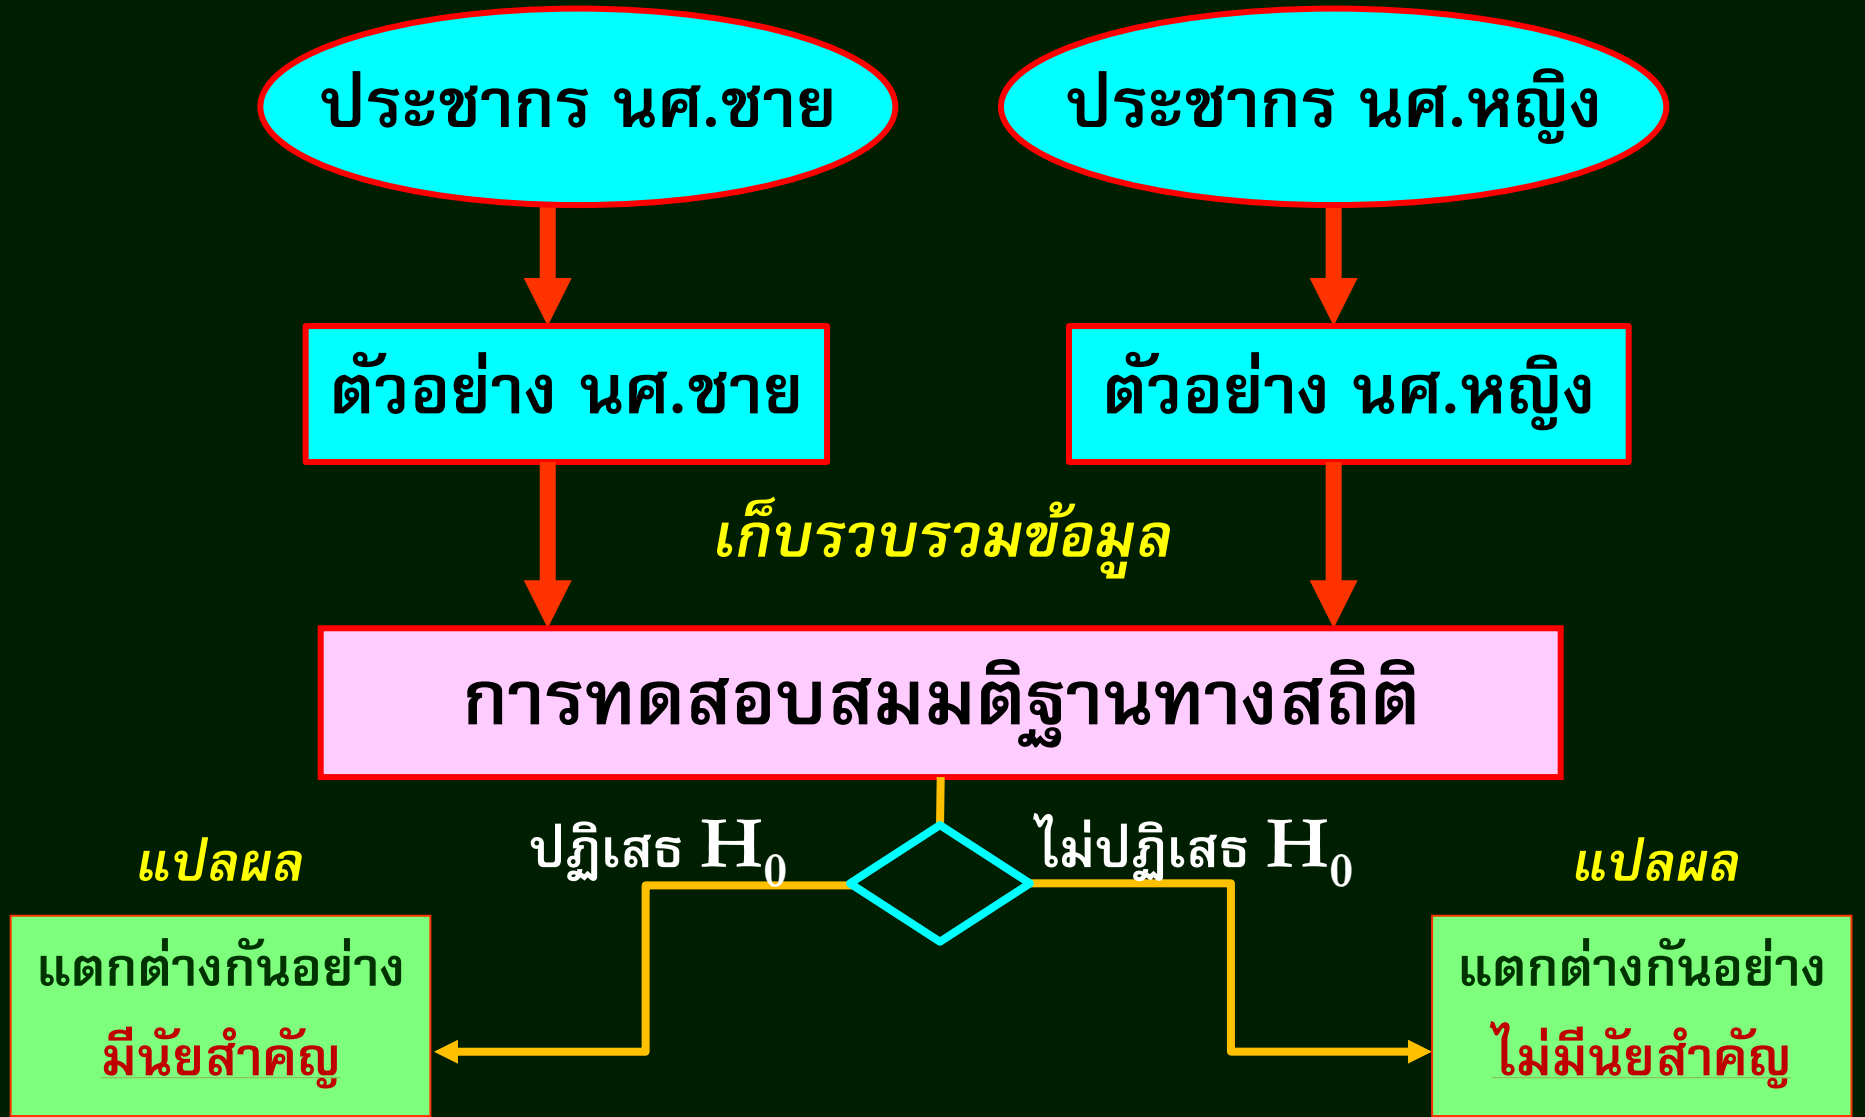 ประชากร นศ.ชาย
ประชากร นศ.หญิง
ตัวอย่าง นศ.ชาย
ตัวอย่าง นศ.หญิง
เก็บรวบรวมข้อมูล
การทดสอบสมมติฐานทางสถิติ
ปฏิเสธ H₀
ไม่ปฏิเสธ H₀
แปลผล
แตกต่างกันอย่าง
มีนัยสำคัญ
แปลผล
แตกต่างกันอย่าง
ไม่มีนัยสำคัญ